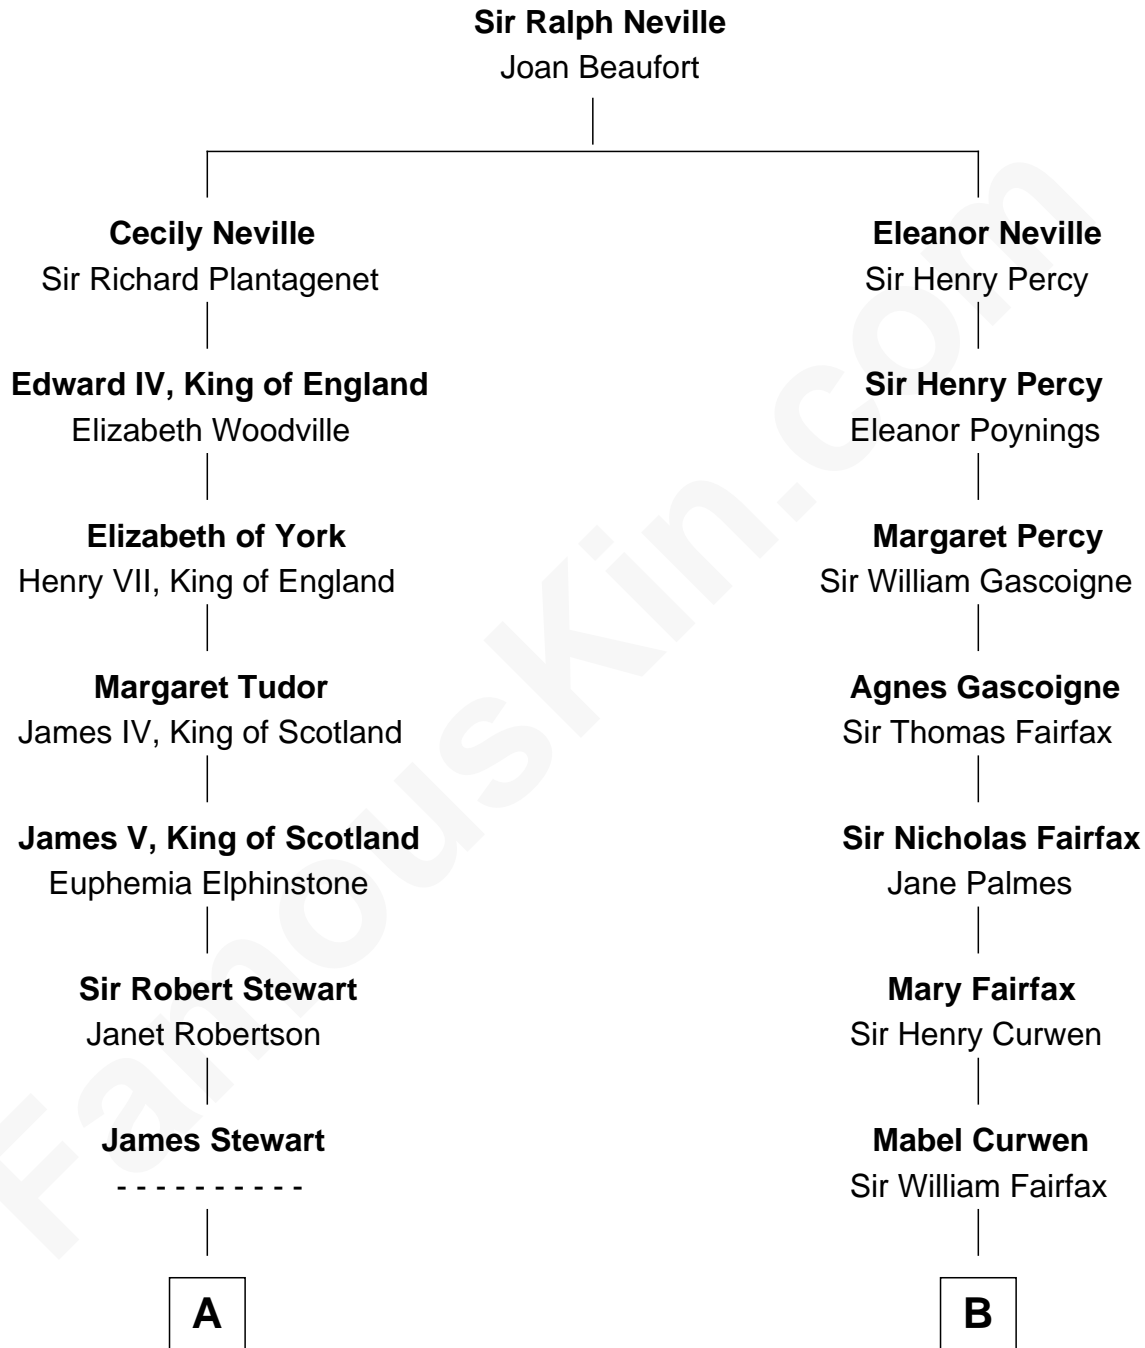 Sir Ralph Neville
Joan Beaufort
Cecily Neville
Sir Richard Plantagenet
Eleanor Neville
Sir Henry Percy
Edward IV, King of England
Elizabeth Woodville
Sir Henry Percy
Eleanor Poynings
Elizabeth of York
Henry VII, King of England
Margaret Percy
Sir William Gascoigne
Margaret Tudor
James IV, King of Scotland
Agnes Gascoigne
Sir Thomas Fairfax
James V, King of Scotland
Euphemia Elphinstone
Sir Nicholas Fairfax
Jane Palmes
Sir Robert Stewart
Janet Robertson
Mary Fairfax
Sir Henry Curwen
James Stewart
- - - - - - - - - -
Mabel Curwen
Sir William Fairfax
A
B
FamousKin.com